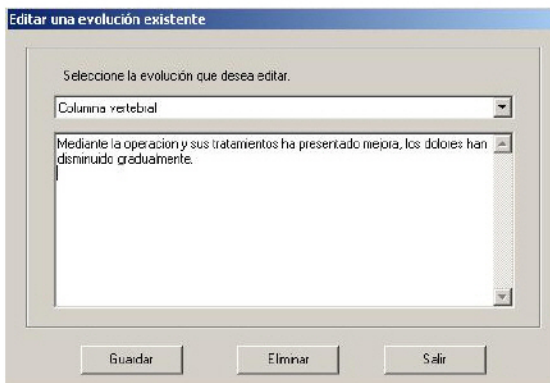 Editar una evolución existente
Seleccione la evolución que desea editar.
Columna vertebral
Mediante la operacion y sus tratamientos ha presentado mejora, los dolores han
disminuido gradualmente.
Guardar Eliminar Salir